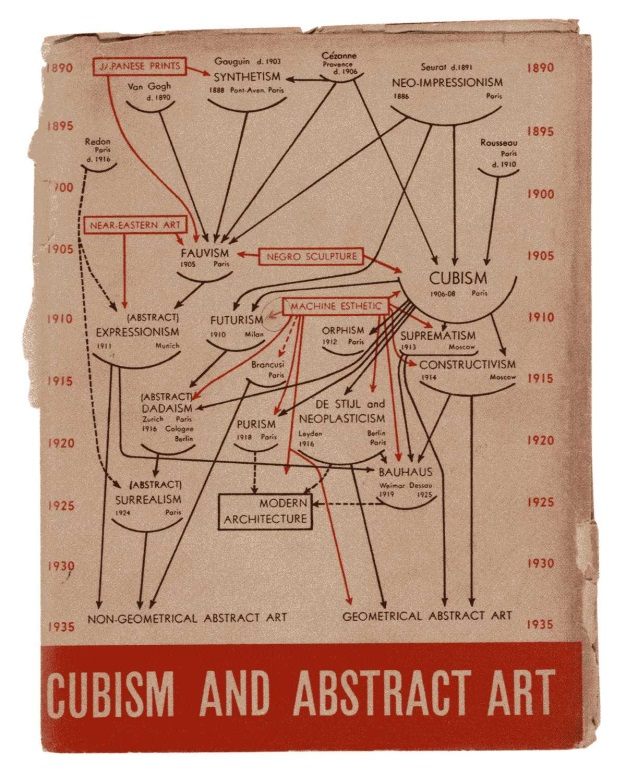 1890
JAPANESE PRINTS
Gauguin d. 1903
SYNTHETISM
1888 Pont-Aven, Paris
Cézanne
Provence
d. 1906
Seurat d.1891
NEO-IMPRESSIONISM
1886 Paris
1890
Van Gogh
d. 1890
1895
Redon
Paris
d. 1916
Rousseau
Paris
d. 1910
1895
1900
NEAR-EASTERN ART
1905
FAUVISM
1905 Paris
NEGRO SCULPTURE
CUBISM
1906-08 Paris
1905
1910
(ABSTRACT)
EXPRESSIONISM
1911 Munich
FUTURISM
1910 Milan
MACHINE ESTHETIC
ORPHISM
1912 Paris
SUPREMATISM
1913 Moscow
1910
Brancusi
Paris
CONSTRUCTIVISM
1914 Moscow
1915
(ABSTRACT)
DADAISM
Zurich Paris
1916 Cologne
Berlin
PURISM
1918 Paris
DE STIJL and
NEOPLASTICISM
Leyden Berlin
1916 Paris
1915
1920
BAUHAUS
Weimar Dessau
1919 1925
1920
(ABSTRACT)
SURREALISM
1924 Paris
MODERN
ARCHITECTURE
1925
1925
1930
1930
1935
NON-GEOMETRICAL ABSTRACT ART
GEOMETRICAL ABSTRACT ART
1935
CUBISM AND ABSTRACT ART